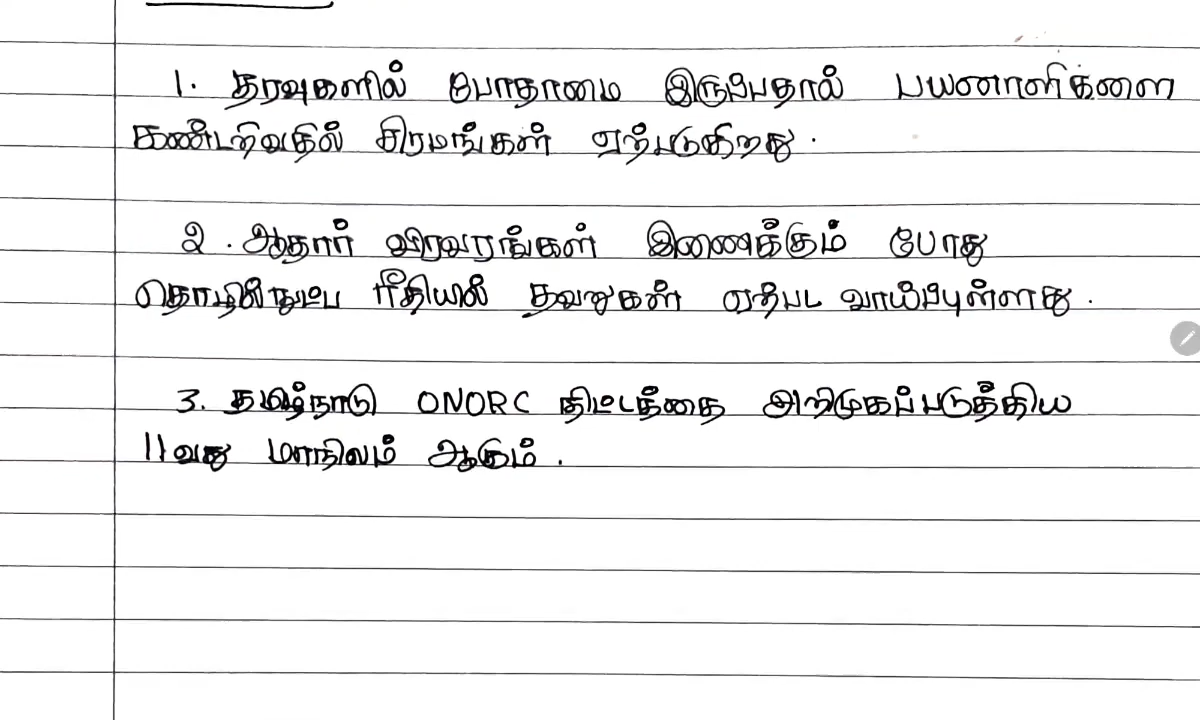 1. தரவுகளில் போதாமை இருப்பதால் பயனாளிகளை
கண்டறிவதில் சிரமங்கள் ஏற்படுகிறது.
2. ஆதார் விரவரங்கள் இணைக்கும் போது
தொழில்நுட்ப ரீதியில் தவறுகள் ஏற்பட வாய்ப்புள்ளது.
3. தமிழ்நாடு ONORC திட்டத்தை அறிமுகப்படுத்திய
11வது மாநிலம் ஆகும்.